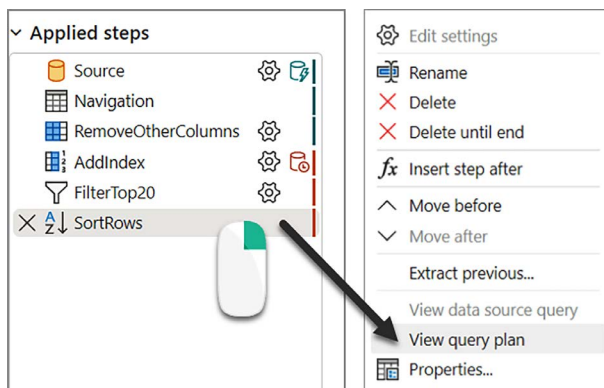 Applied steps
Source
Navigation
RemoveOtherColumns
AddIndex
FilterTop20
SortRows
Edit settings
Rename
Delete
Delete until end
fx Insert step after
Move before
Move after
Extract previous...
View data source query
View query plan
Properties...